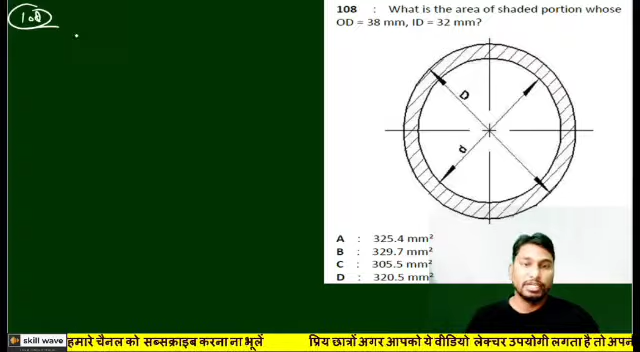 108
108 : What is the area of shaded portion whose
OD = 38 mm, ID = 32 mm?
D
d
A : 325.4 mm²
B : 329.7 mm²
C : 305.5 mm²
D : 320.5 mm²
skill wave
हमारे चैनल को सब्सक्राइब करना ना भूलें प्रिय छात्रों अगर आपको ये वीडियो लेक्चर उपयोगी लगता है तो अपन